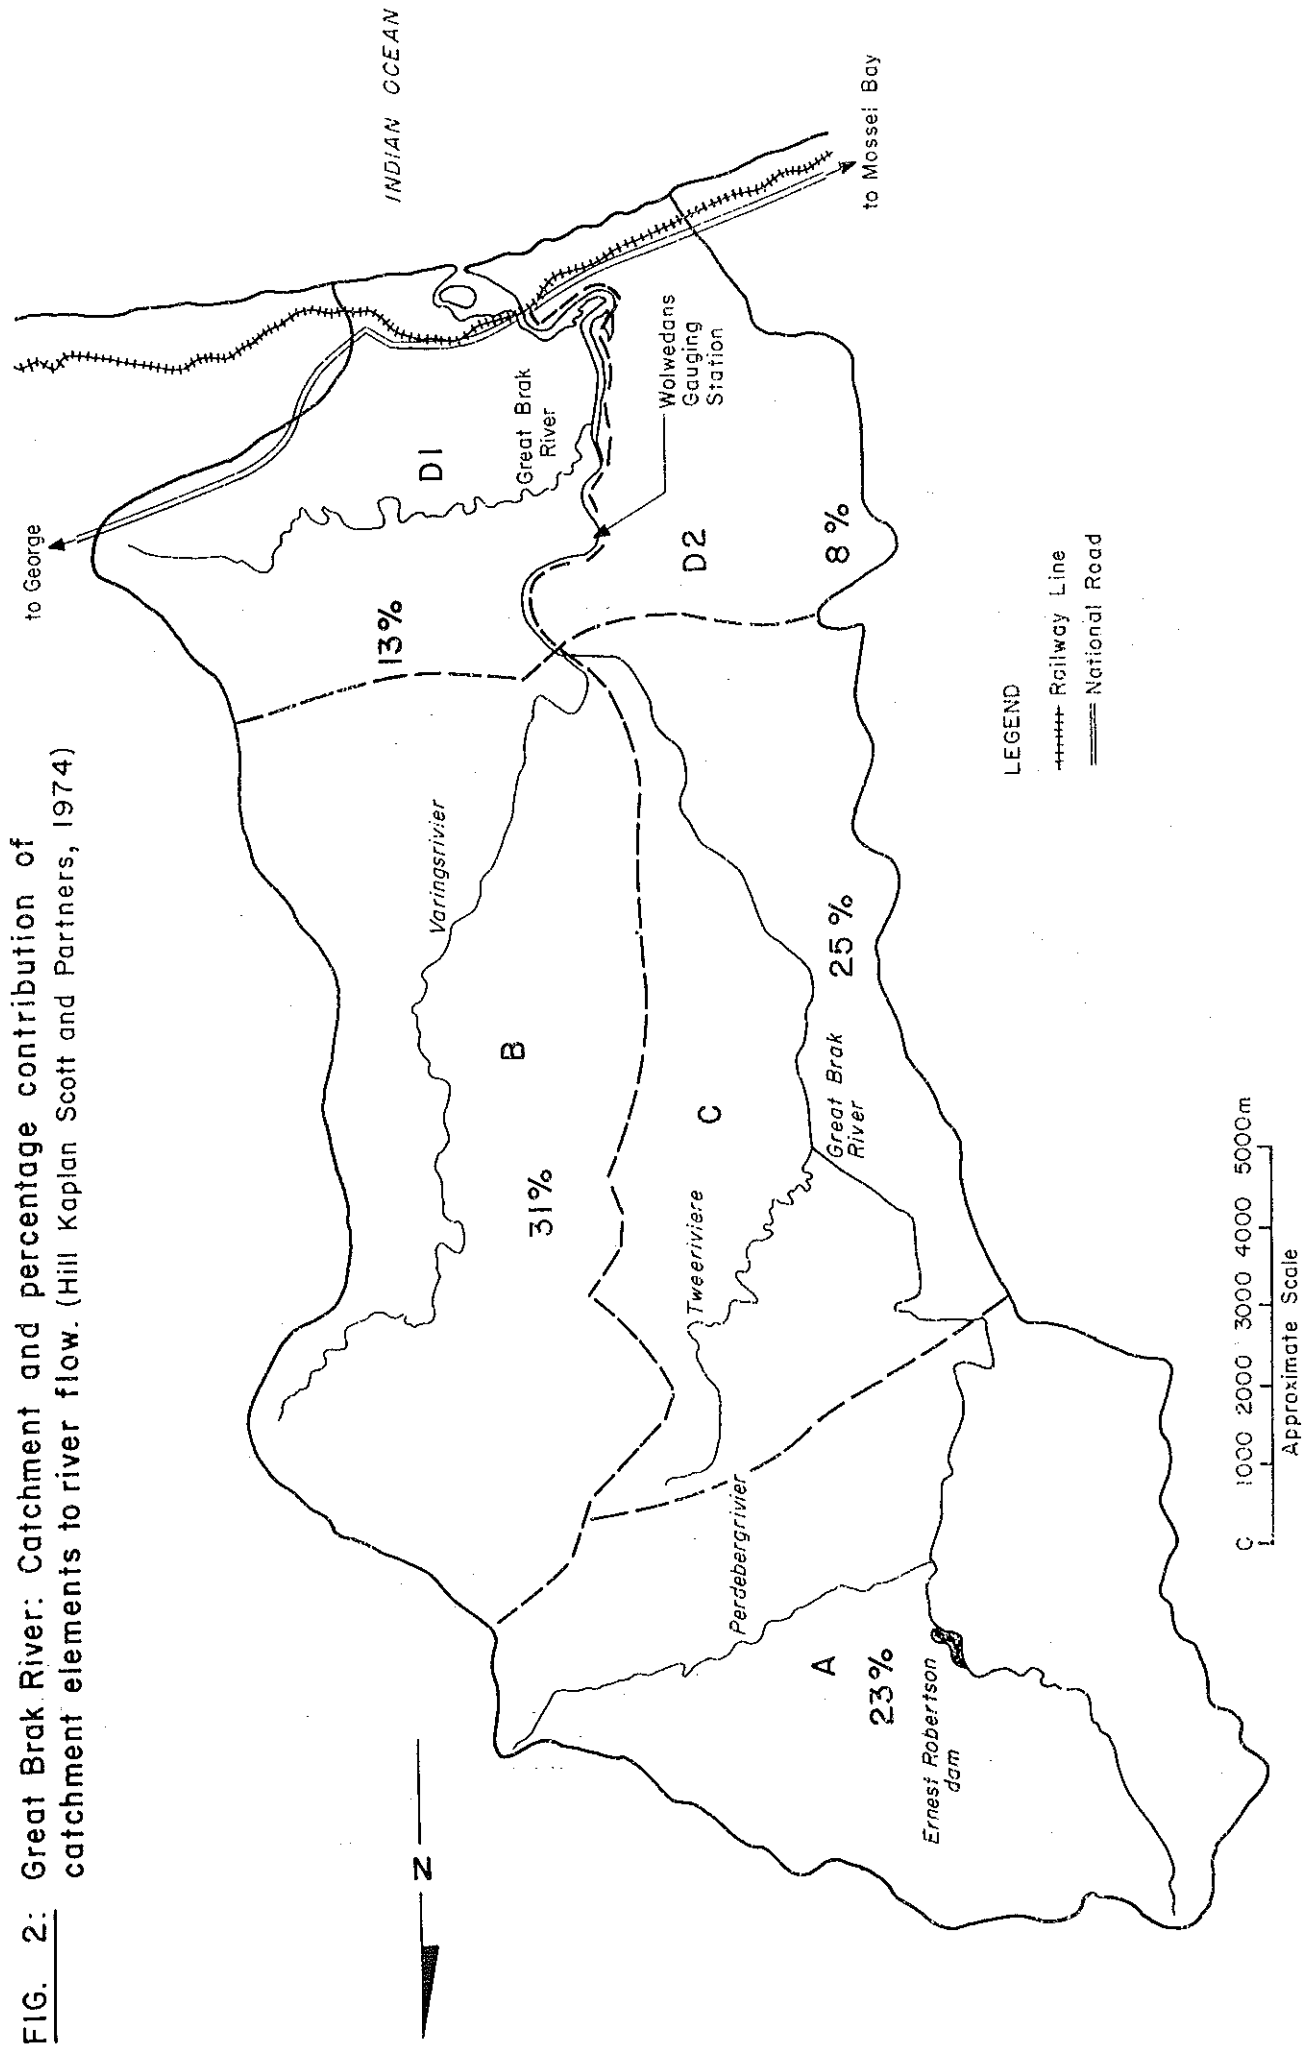 FIG. 2: Great Brak River: Catchment and percentage contribution of
catchment elements to river flow. (Hill Kaplan Scott and Partners, 1974)
N
to George
INDIAN OCEAN
to Mossel Bay
D1
13%
Great Brak
River
Wolwedans
Gauging
Station
D2
8%
Varingsrivier
B
31%
C
25%
Great Brak
River
Tweeriviere
Perdebergrivier
A
23%
Ernest Robertson
dam
LEGEND
Railway Line
National Road
0 1000 2000 3000 4000 5000m
Approximate Scale